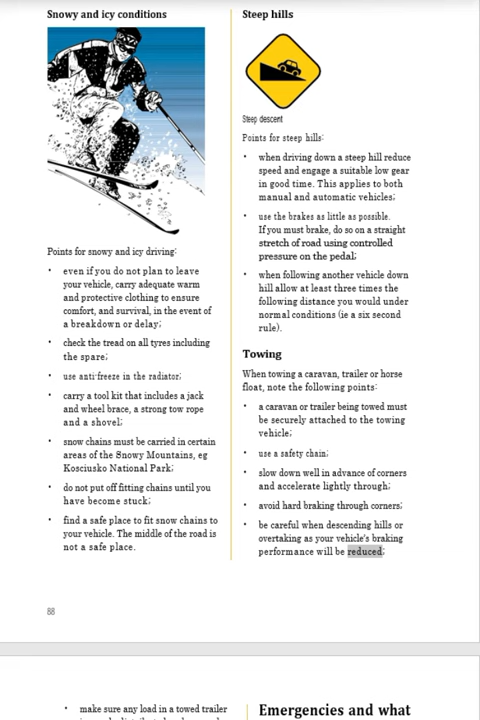 Snowy and icy conditions
Points for snowy and icy driving:
• even if you do not plan to leave
your vehicle, carry adequate warm
and protective clothing to ensure
comfort, and survival, in the event of
a breakdown or delay;
• check the tread on all tyres including
the spare;
• use anti-freeze in the radiator;
• carry a tool kit that includes a jack
and wheel brace, a strong tow rope
and a shovel;
• snow chains must be carried in certain
areas of the Snowy Mountains, eg
Kosciusko National Park;
• do not put off fitting chains until you
have become stuck;
• find a safe place to fit snow chains to
your vehicle. The middle of the road is
not a safe place.
Steep hills
Steep descent
Points for steep hills:
• when driving down a steep hill reduce
speed and engage a suitable low gear
in good time. This applies to both
manual and automatic vehicles;
• use the brakes as little as possible.
If you must brake, do so on a straight
stretch of road using controlled
pressure on the pedal;
• when following another vehicle down
hill allow at least three times the
following distance you would under
normal conditions (ie a six second
rule).
Towing
When towing a caravan, trailer or horse
float, note the following points:
• a caravan or trailer being towed must
be securely attached to the towing
vehicle;
• use a safety chain;
• slow down well in advance of corners
and accelerate lightly through;
• avoid hard braking through corners;
• be careful when descending hills or
overtaking as your vehicle's braking
performance will be reduced;
88
• make sure any load in a towed trailer
Emergencies and what